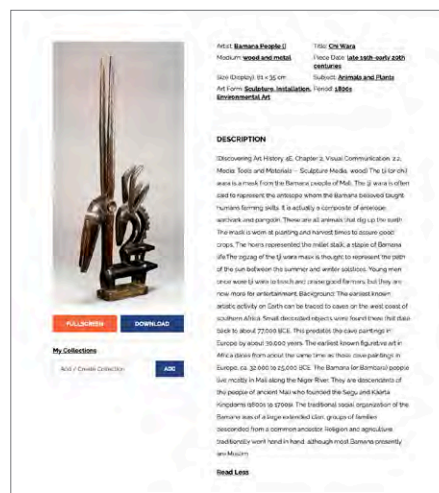 Artist: Bamana People ()
Title: Chi Wara
Medium: wood and metal
Piece Date: late 19th-early 20th
centuries
Size (Display): 81 x 35 cm
Subject: Animals and Plants
Art Form: Sculpture, Installation,
Environmental Art
Period: 1800s
DESCRIPTION
(Discovering Art History 4E, Chapter 2, Visual Communication: 2.2,
Media Tools and Materials – Sculpture Media, wood) The tji (or chi)
wara is a mask from the Bamana people of Mali. The tji wara is often
said to represent the antelope whom the Bamana believed taught
humans farming skills. It is actually a composite of antelope,
aardvark and pangolin. These are all animals that dig up the earth.
The mask is worn at planting and harvest times to assure good
crops. The horns represented the millet stalk, a staple of Bamana
life.The zigzag of the tji wara mask is thought to represent the path
of the sun between the summer and winter solstices. Young men
once wore tji wara to teach and praise good farmers, but they are
now more for entertainment. Background: The earliest known
artistic activity on Earth can be traced to caves on the west coast of
southern Africa. Small decorated objects were found there that date
back to about 77,000 BCE. This predates the cave paintings in
Europe by about 30,000 years. The earliest known figurative art in
Africa dates from about the same time as those cave paintings in
Europe, ca. 32,000 to 25,000 BCE. The Bamana (or Bambara) people
live mostly in Mali along the Niger River. They are descendents of
the people of ancient Mali who founded the Segu and Kaarta
kingdoms (1600s to 1700s). The traditional social organization of the
Bamana was of a large extended clan, groups of families
descended from a common ancestor. Religion and agriculture
traditionally went hand in hand, although most Bamana presently
are Muslim.
Read Less
FULLSCREEN
DOWNLOAD
My Collections
Add / Create Collection
ADD